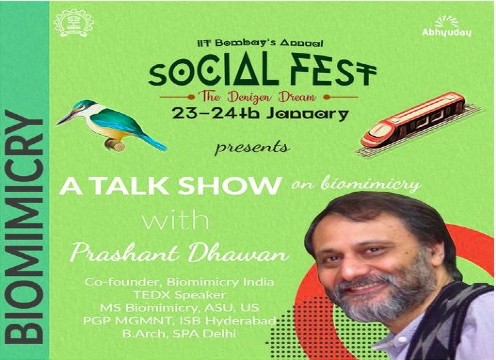 BIOMIMICRY
Abhyuday
IIT Bombay's Annual
SOCIAL FEST
The Denizen Dream
23-24th January
presents
A TALK SHOW on biomimicry
with
Prashant Dhawan
Co-founder, Biomimicry India
TEDX Speaker
MS Biomimicry, ASU, US
PGP MGMNT, ISB Hyderabad
B.Arch, SPA Delhi